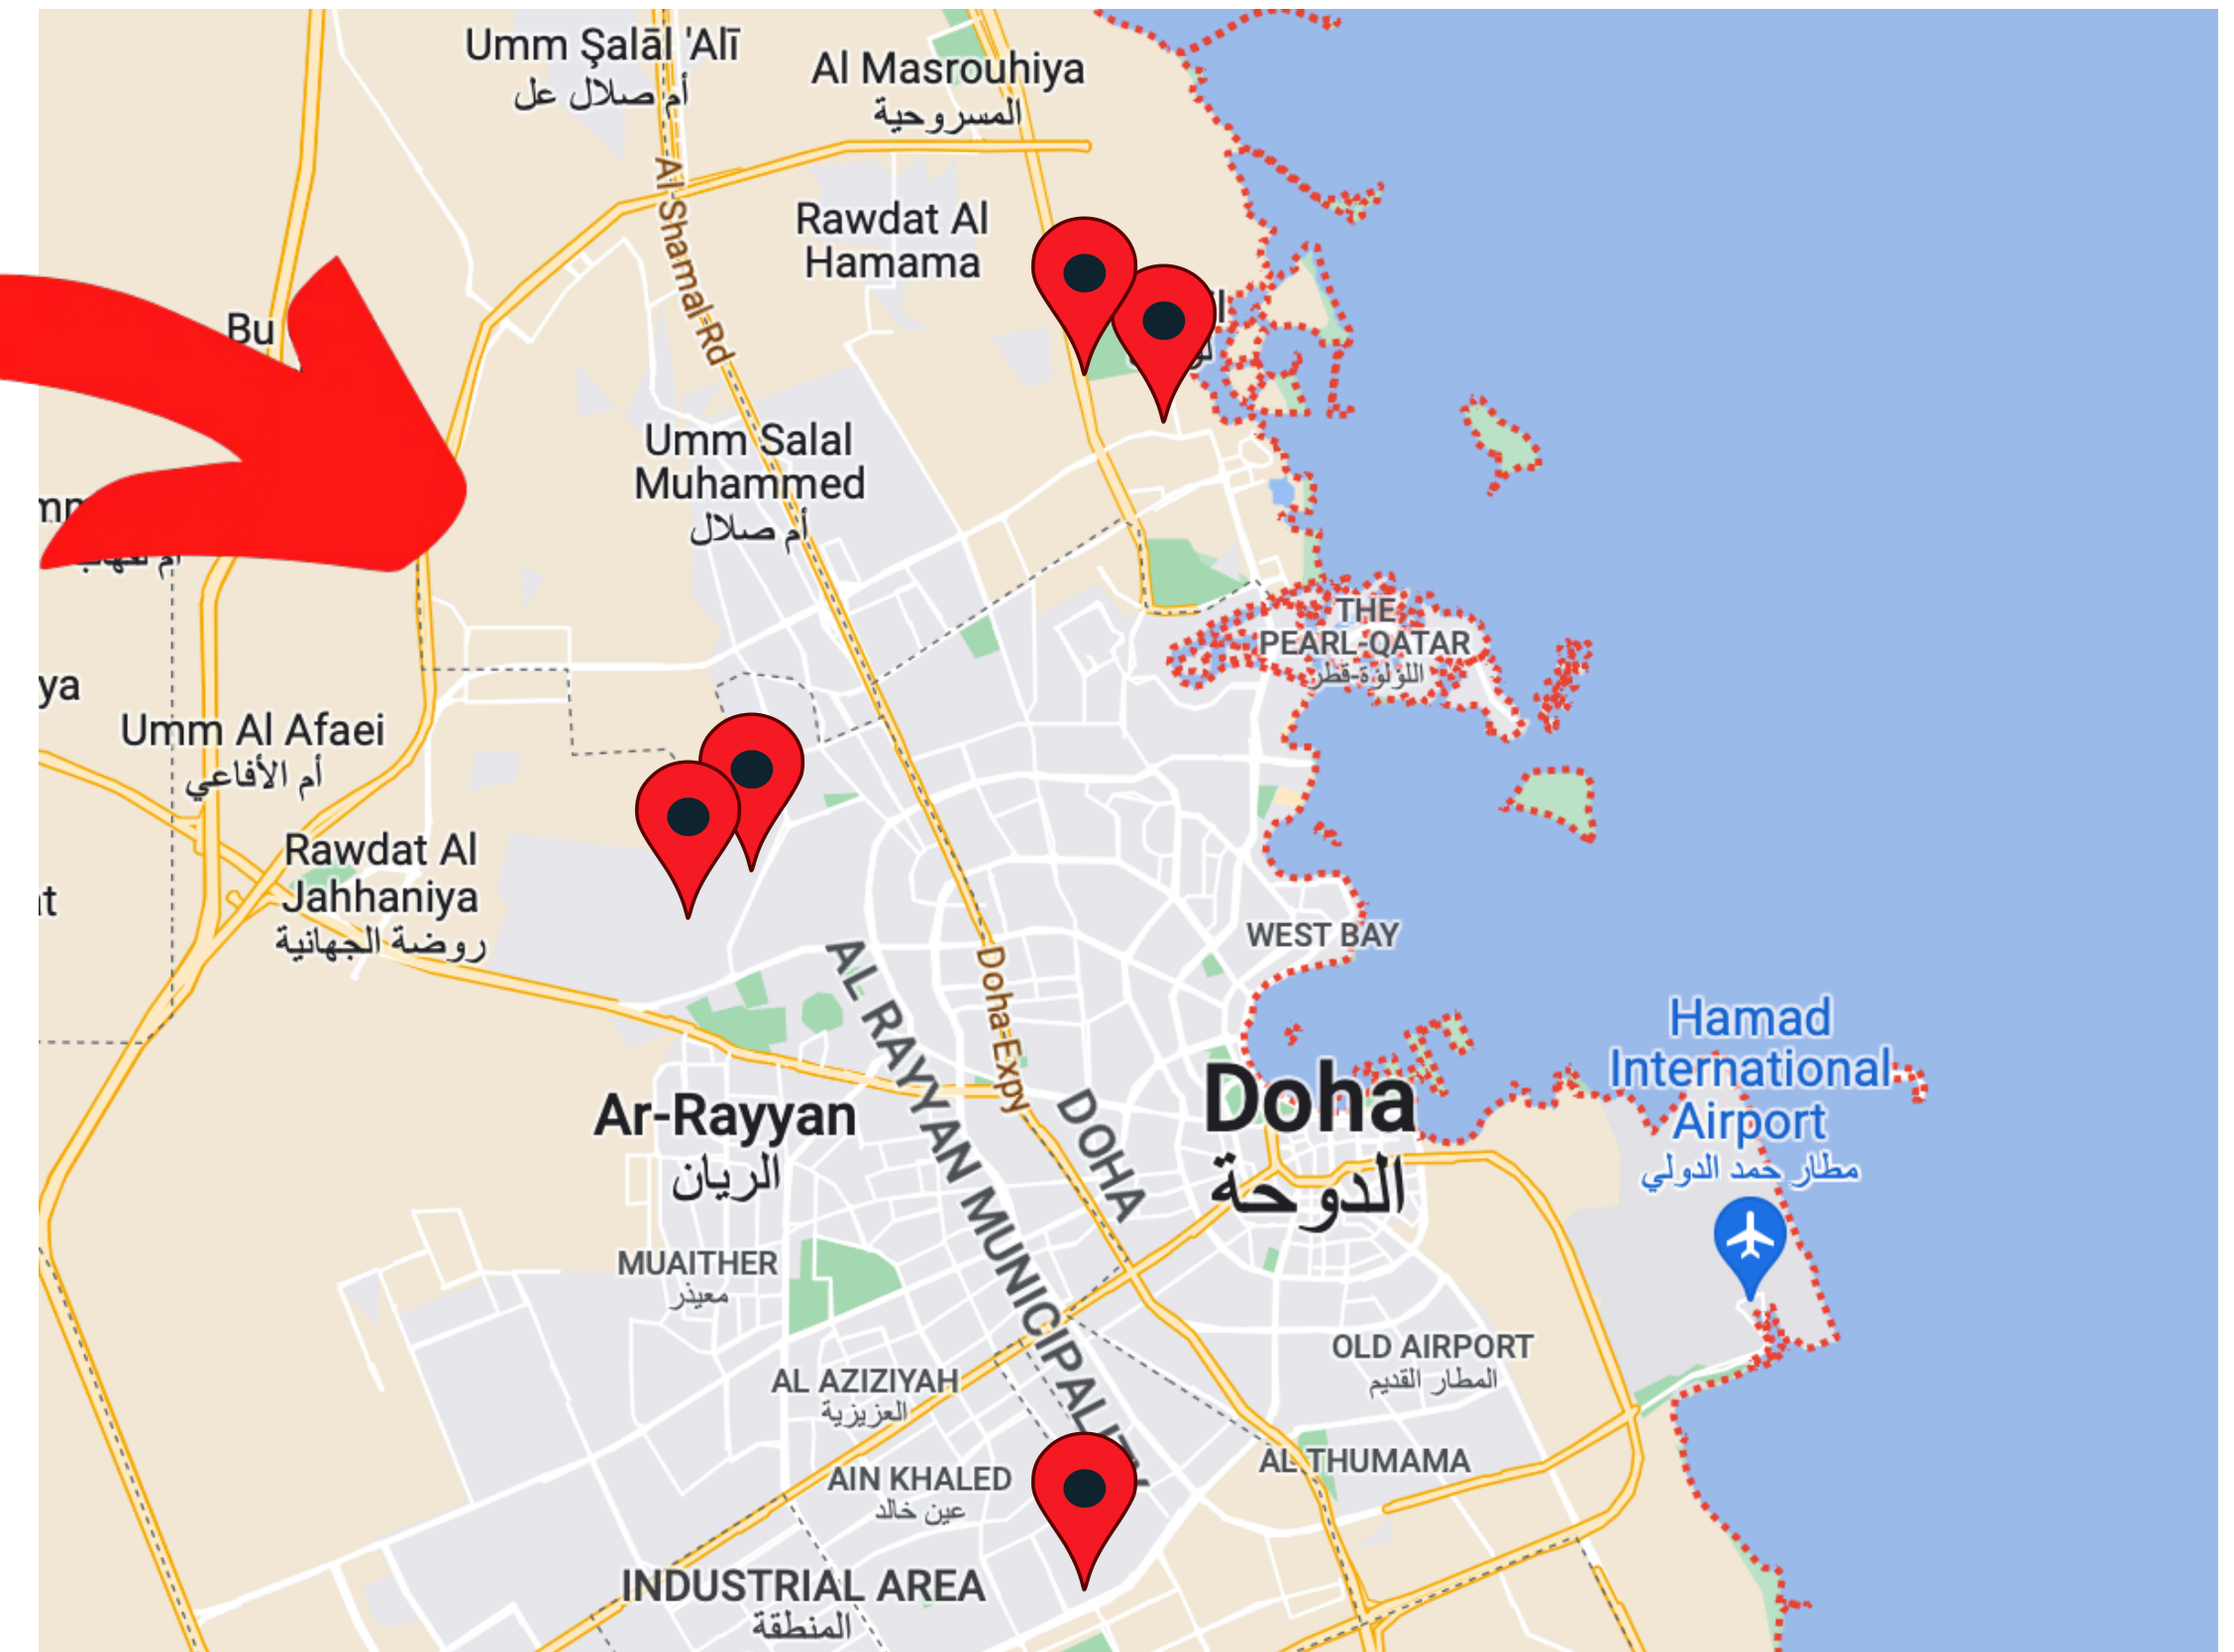 Umm Şalāl 'Alī
أم صلال عل
Al Masrouhiya
المسروحية
Al Shamal Rd
Rawdat Al
Hamama
Bu
Umm Salal
Muhammed
أم صلال
THE
PEARL-QATAR
اللؤلؤة-قطر
ya
Umm Al Afaei
أم الأفاعي
Rawdat Al
Jahhaniya
روضة الجهانية
at
WEST BAY
AL RAYYAN MUNICIPALITY
Doha Expy
DOHA
Hamad
International
Airport
مطار حمد الدولي
Doha
الدوحة
Ar-Rayyan
الريان
MUAITHER
معيذر
OLD AIRPORT
المطار القديم
AL AZIZIYAH
العزيزية
AL THUMAMA
AIN KHALED
عين خالد
INDUSTRIAL AREA
المنطقة